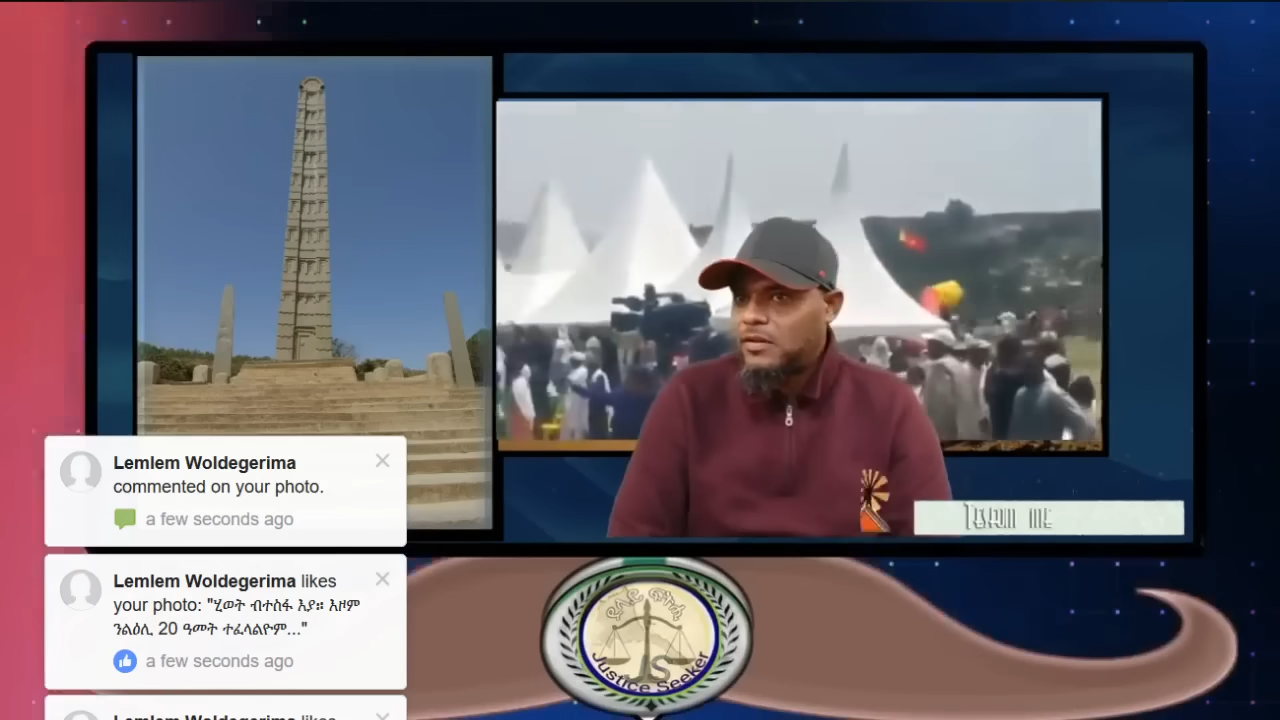 Lemlem Woldegerima
commented on your photo.
a few seconds ago
Lemlem Woldegerima likes
your photo: "ሂወት ብተስፋ እያ። እዞም
ንልዕሊ 20 ዓመት ተፈላልዮም..."
a few seconds ago
Lemlem Woldegerima likes
Justice Seeker
JS